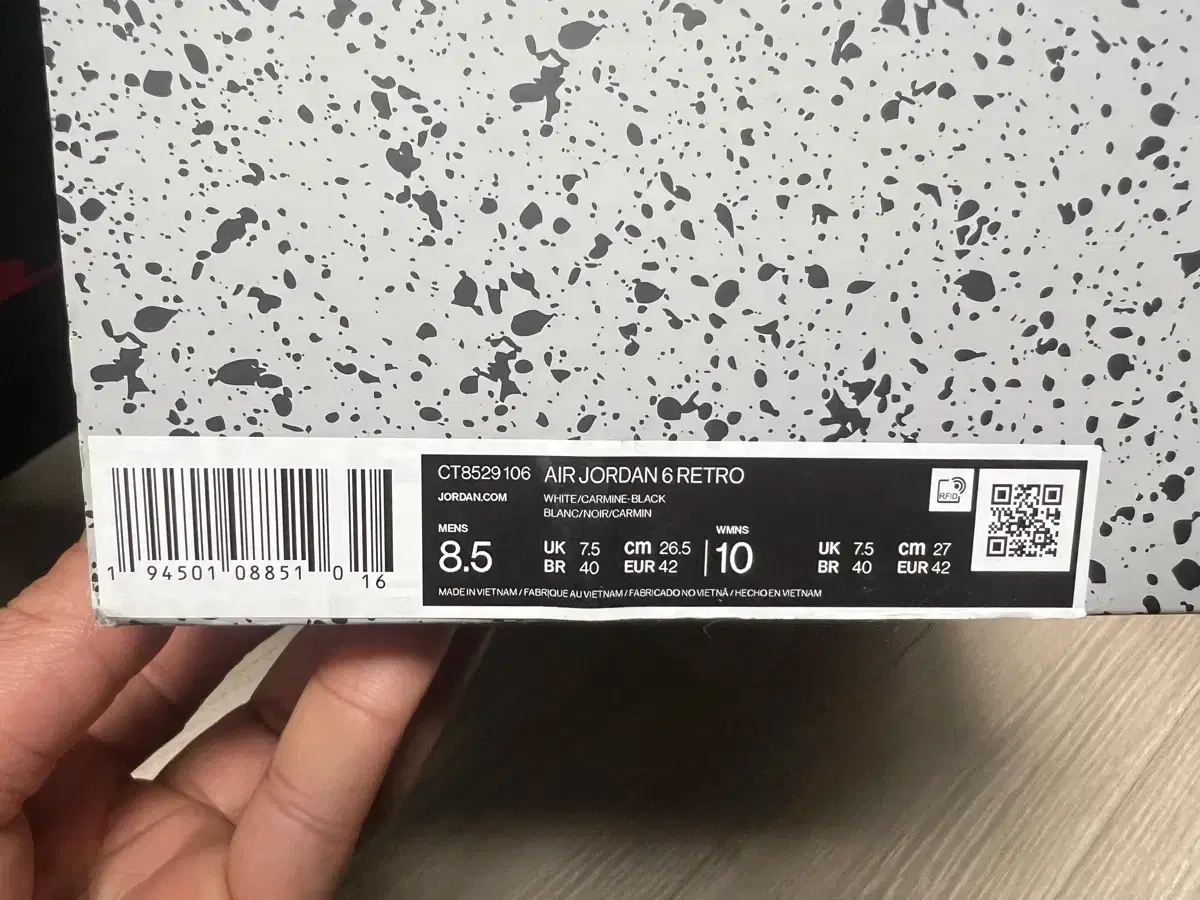 CT8529 106 AIR JORDAN 6 RETRO
JORDAN.COM WHITE/CARMINE-BLACK
BLANC/NOIR/CARMIN
RFID
MENS WMNS
8.5 UK 7.5 cm 26.5 10 UK 7.5 cm 27
BR 40 EUR 42 BR 40 EUR 42
MADE IN VIETNAM / FABRIQUE AU VIETNAM / FABRICADO NO VIETNÃ / HECHO EN VIETNAM
1 94501 08851 0 16